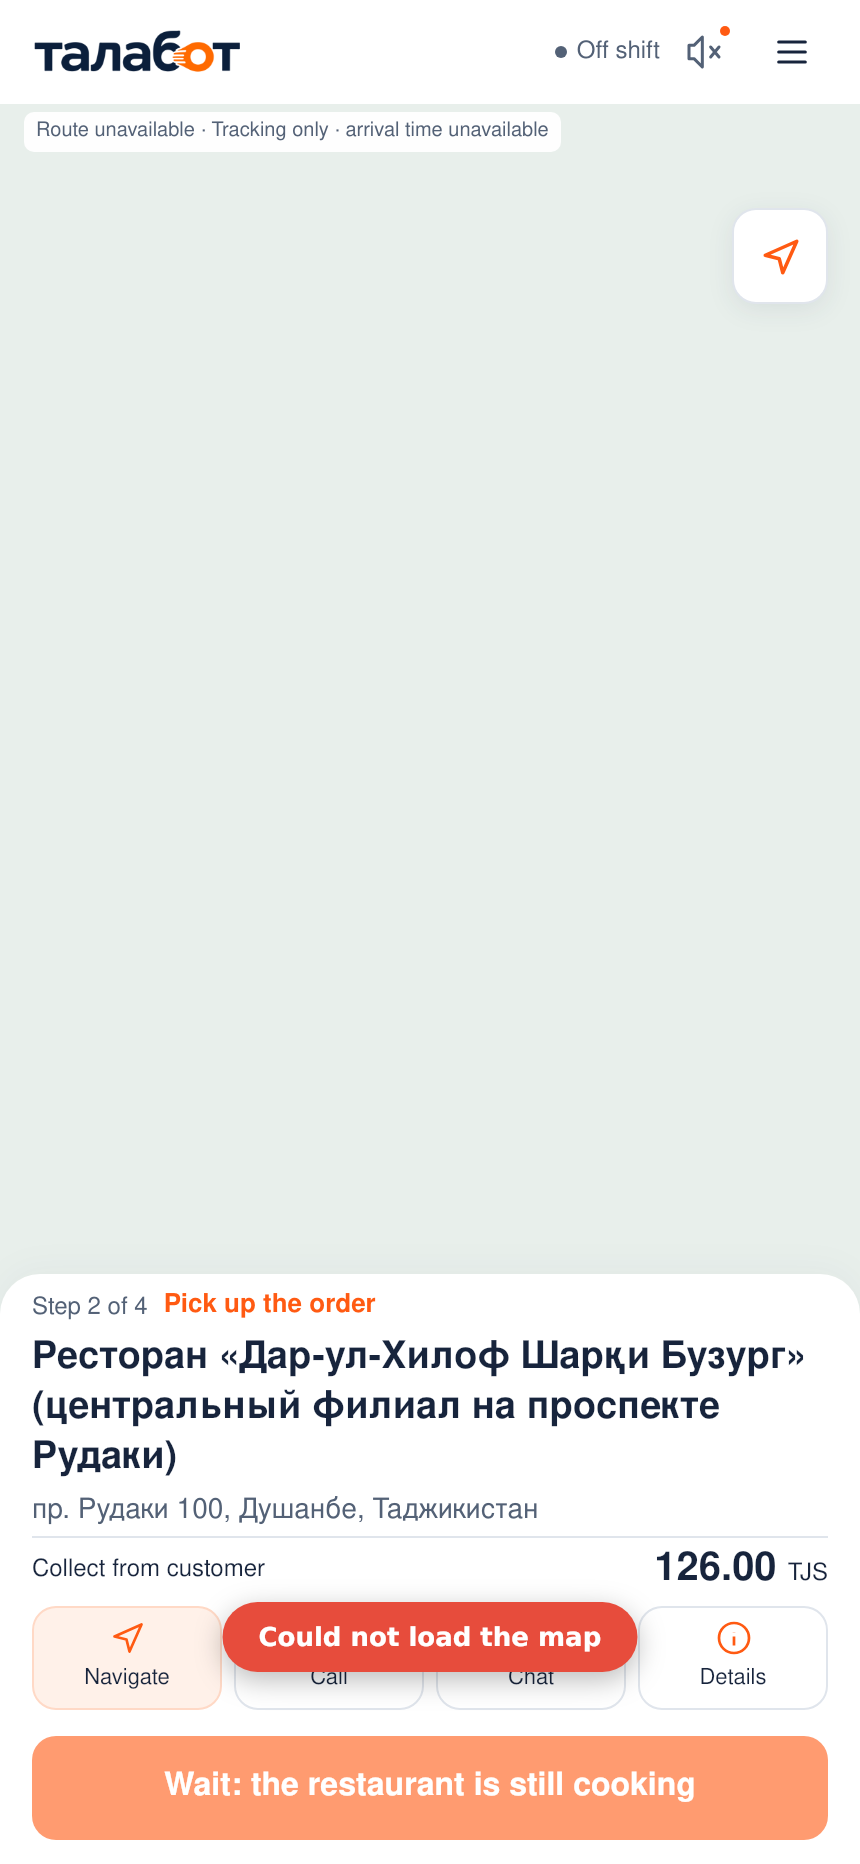 талабот
Off shift
Route unavailable · Tracking only · arrival time unavailable
Step 2 of 4 Pick up the order
Ресторан «Дар-ул-Хилоф Шарқи Бузург»
(центральный филиал на проспекте
Рудаки)
пр. Рудаки 100, Душанбе, Таджикистан
Collect from customer 126.00 TJS
Could not load the map
Navigate Call Chat Details
Wait: the restaurant is still cooking